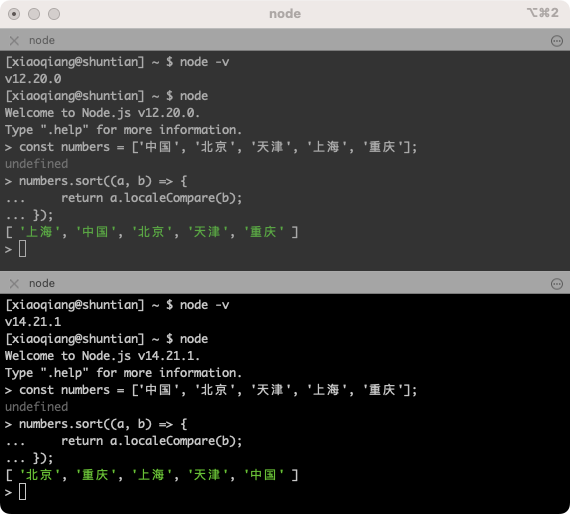 node
⌥⌘2
node
[xiaoqiang@shuntian] ~ $ node -v
v12.20.0
[xiaoqiang@shuntian] ~ $ node
Welcome to Node.js v12.20.0.
Type ".help" for more information.
> const numbers = ['中国', '北京', '天津', '上海', '重庆'];
undefined
> numbers.sort((a, b) => {
...     return a.localeCompare(b);
... });
[ '上海', '中国', '北京', '天津', '重庆' ]
>
node
[xiaoqiang@shuntian] ~ $ node -v
v14.21.1
[xiaoqiang@shuntian] ~ $ node
Welcome to Node.js v14.21.1.
Type ".help" for more information.
> const numbers = ['中国', '北京', '天津', '上海', '重庆'];
undefined
> numbers.sort((a, b) => {
...     return a.localeCompare(b);
... });
[ '北京', '重庆', '上海', '天津', '中国' ]
>